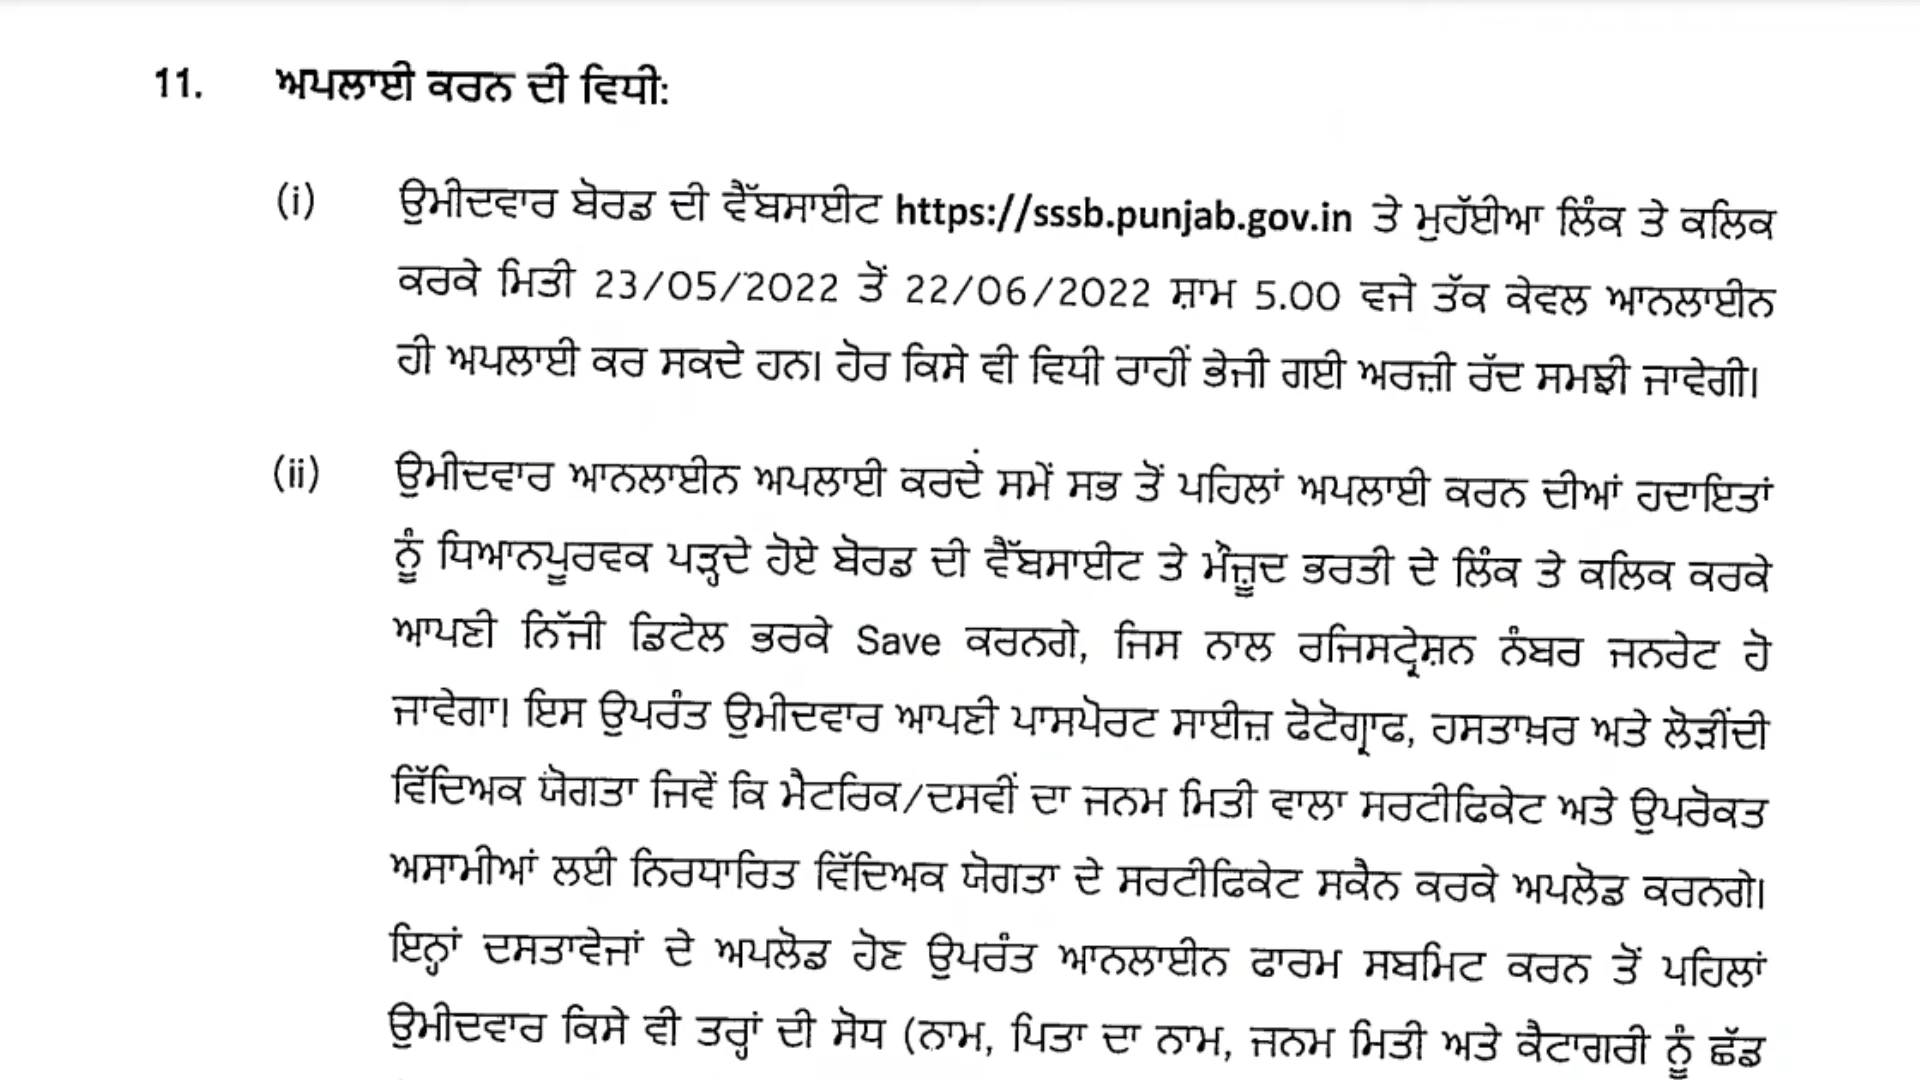 11. ਅਪਲਾਈ ਕਰਨ ਦੀ ਵਿਧੀ:
(i) ਉਮੀਦਵਾਰ ਬੋਰਡ ਦੀ ਵੈੱਬਸਾਈਟ https://sssb.punjab.gov.in ਤੇ ਮੁਹੱਈਆ ਲਿੰਕ ਤੇ ਕਲਿਕ
ਕਰਕੇ ਮਿਤੀ 23/05/2022 ਤੋਂ 22/06/2022 ਸ਼ਾਮ 5.00 ਵਜੇ ਤੱਕ ਕੇਵਲ ਆਨਲਾਈਨ
ਹੀ ਅਪਲਾਈ ਕਰ ਸਕਦੇ ਹਨ। ਹੋਰ ਕਿਸੇ ਵੀ ਵਿਧੀ ਰਾਹੀਂ ਭੇਜੀ ਗਈ ਅਰਜ਼ੀ ਰੱਦ ਸਮਝੀ ਜਾਵੇਗੀ।
(ii) ਉਮੀਦਵਾਰ ਆਨਲਾਈਨ ਅਪਲਾਈ ਕਰਦੇ ਸਮੇਂ ਸਭ ਤੋਂ ਪਹਿਲਾਂ ਅਪਲਾਈ ਕਰਨ ਦੀਆਂ ਹਦਾਇਤਾਂ
ਨੂੰ ਧਿਆਨਪੂਰਵਕ ਪੜ੍ਹਦੇ ਹੋਏ ਬੋਰਡ ਦੀ ਵੈੱਬਸਾਈਟ ਤੇ ਮੌਜ਼ੂਦ ਭਰਤੀ ਦੇ ਲਿੰਕ ਤੇ ਕਲਿਕ ਕਰਕੇ
ਆਪਣੀ ਨਿੱਜੀ ਡਿਟੇਲ ਭਰਕੇ Save ਕਰਨਗੇ, ਜਿਸ ਨਾਲ ਰਜਿਸਟ੍ਰੇਸ਼ਨ ਨੰਬਰ ਜਨਰੇਟ ਹੋ
ਜਾਵੇਗਾ। ਇਸ ਉਪਰੰਤ ਉਮੀਦਵਾਰ ਆਪਣੀ ਪਾਸਪੋਰਟ ਸਾਈਜ਼ ਫੋਟੋਗ੍ਰਾਫ, ਹਸਤਾਖ਼ਰ ਅਤੇ ਲੋੜੀਂਦੀ
ਵਿੱਦਿਅਕ ਯੋਗਤਾ ਜਿਵੇਂ ਕਿ ਮੈਟਰਿਕ/ਦਸਵੀਂ ਦਾ ਜਨਮ ਮਿਤੀ ਵਾਲਾ ਸਰਟੀਫਿਕੇਟ ਅਤੇ ਉਪਰੋਕਤ
ਅਸਾਮੀਆਂ ਲਈ ਨਿਰਧਾਰਿਤ ਵਿੱਦਿਅਕ ਯੋਗਤਾ ਦੇ ਸਰਟੀਫਿਕੇਟ ਸਕੈਨ ਕਰਕੇ ਅਪਲੋਡ ਕਰਨਗੇ।
ਇਨ੍ਹਾਂ ਦਸਤਾਵੇਜਾਂ ਦੇ ਅਪਲੋਡ ਹੋਣ ਉਪਰੰਤ ਆਨਲਾਈਨ ਫਾਰਮ ਸਬਮਿਟ ਕਰਨ ਤੋਂ ਪਹਿਲਾਂ
ਉਮੀਦਵਾਰ ਕਿਸੇ ਵੀ ਤਰ੍ਹਾਂ ਦੀ ਸੋਧ (ਨਾਮ, ਪਿਤਾ ਦਾ ਨਾਮ, ਜਨਮ ਮਿਤੀ ਅਤੇ ਕੈਟਾਗਰੀ ਨੂੰ ਛੱਡ